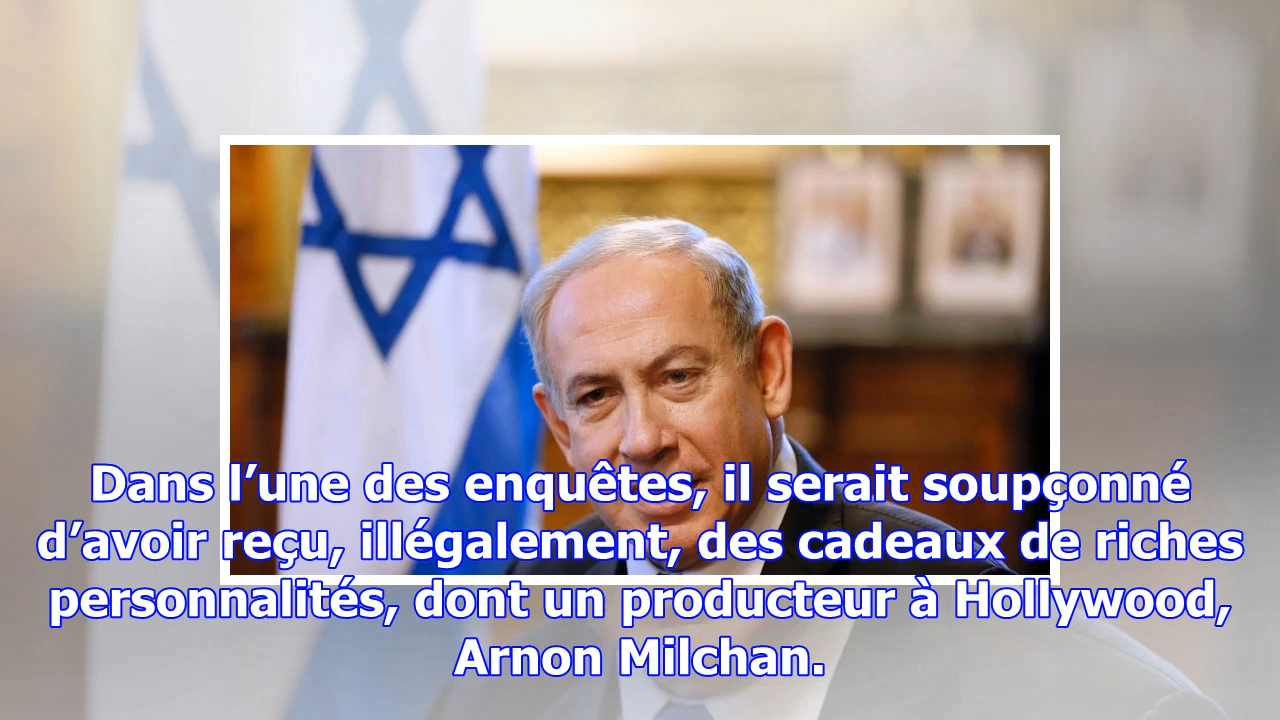 Dans l’une des enquêtes, il serait soupçonné
d’avoir reçu, illégalement, des cadeaux de riches
personnalités, dont un producteur à Hollywood,
Arnon Milchan.